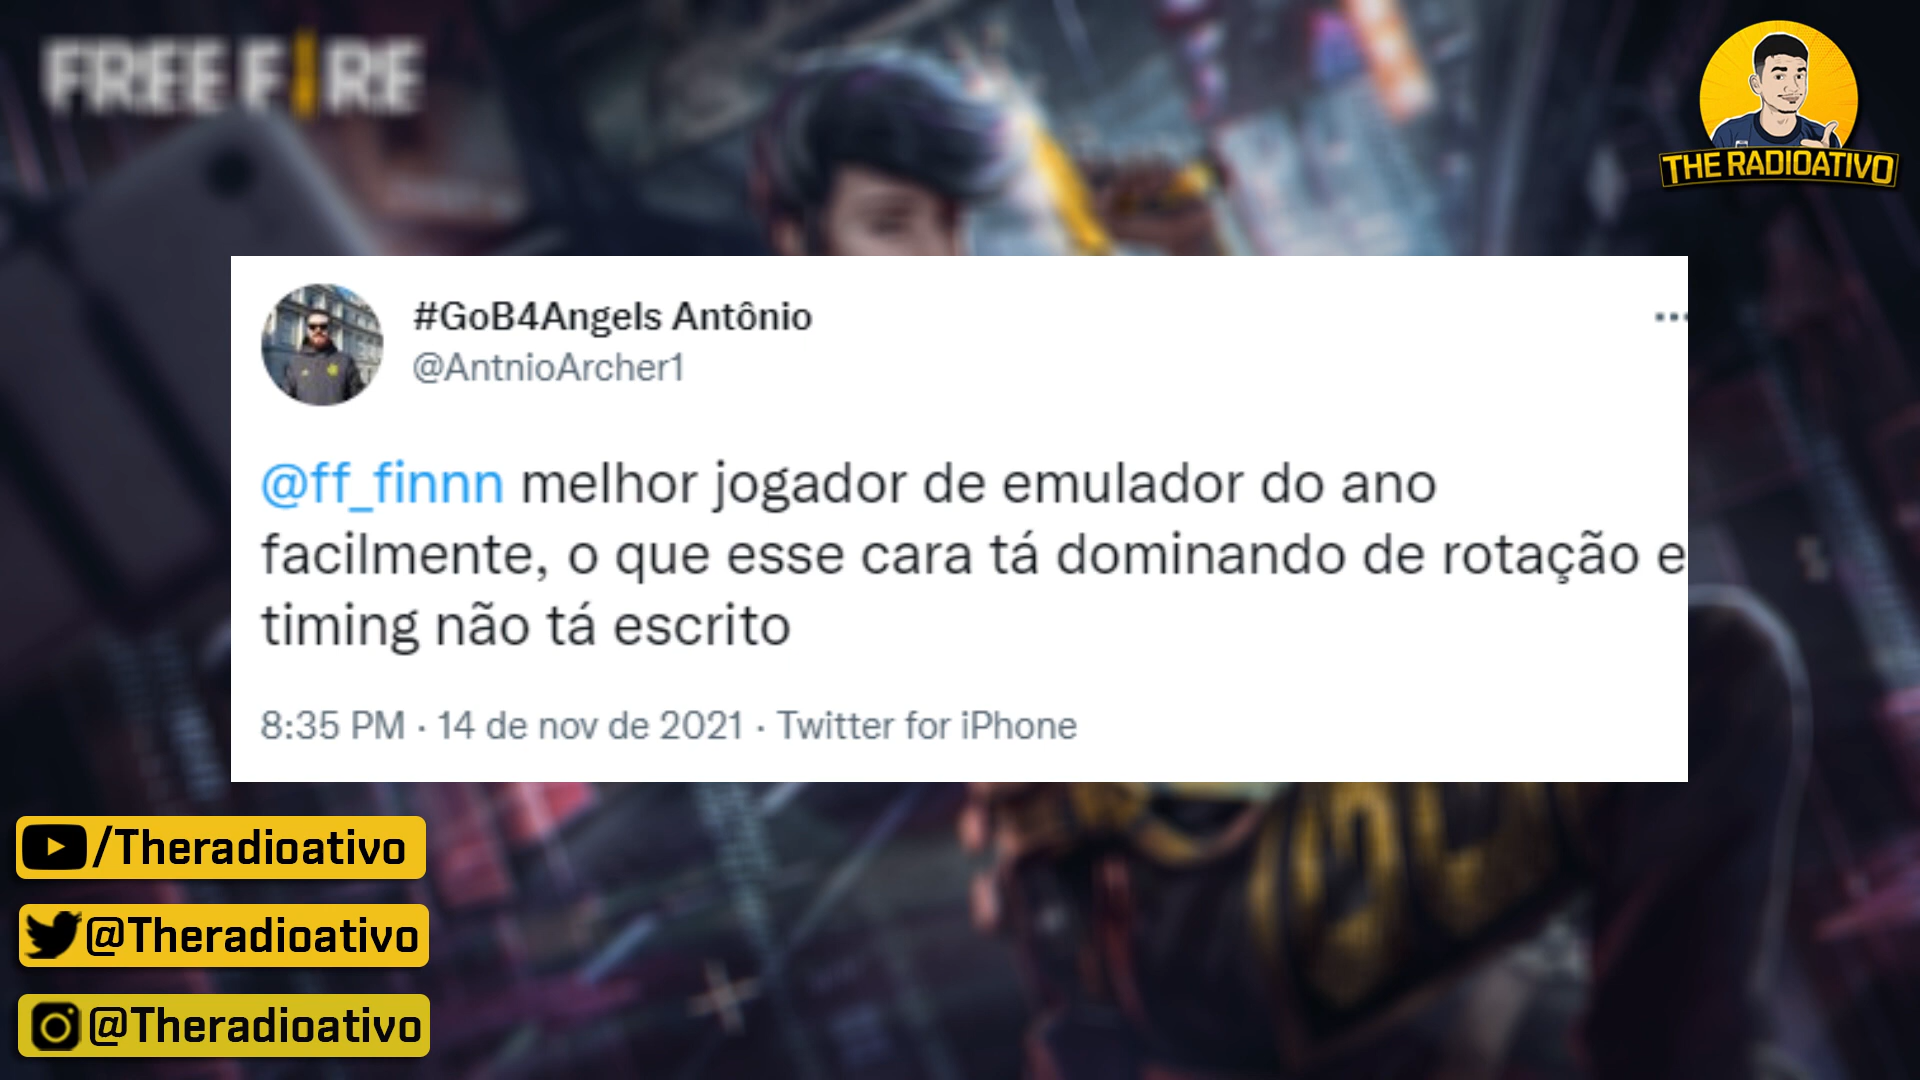 FREE FIRE
THE RADIOATIVO
#GoB4Angels Antônio
@AntnioArcher1
@ff_finnn melhor jogador de emulador do ano
facilmente, o que esse cara tá dominando de rotação e
timing não tá escrito
8:35 PM · 14 de nov de 2021 · Twitter for iPhone
/Theradioativo
@Theradioativo
@Theradioativo